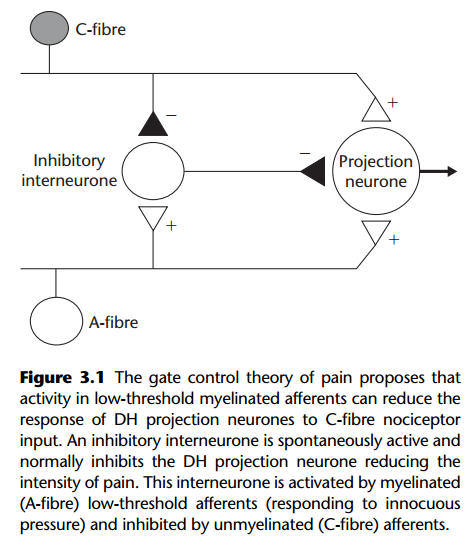 C-fibre
+
–
Inhibitory
interneurone
–
Projection
neurone
+
+
A-fibre
Figure 3.1 The gate control theory of pain proposes that
activity in low-threshold myelinated afferents can reduce the
response of DH projection neurones to C-fibre nociceptor
input. An inhibitory interneurone is spontaneously active and
normally inhibits the DH projection neurone reducing the
intensity of pain. This interneurone is activated by myelinated
(A-fibre) low-threshold afferents (responding to innocuous
pressure) and inhibited by unmyelinated (C-fibre) afferents.